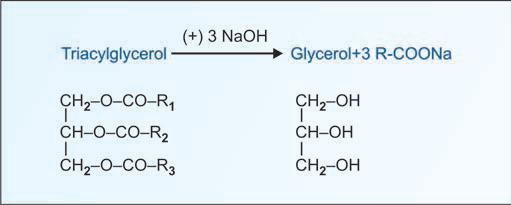 (+) 3 NaOH
Triacylglycerol Glycerol+3 R-COONa
CH2–O–CO–R1 CH2–OH
CH–O–CO–R2 CH–OH
CH2–O–CO–R3 CH2–OH